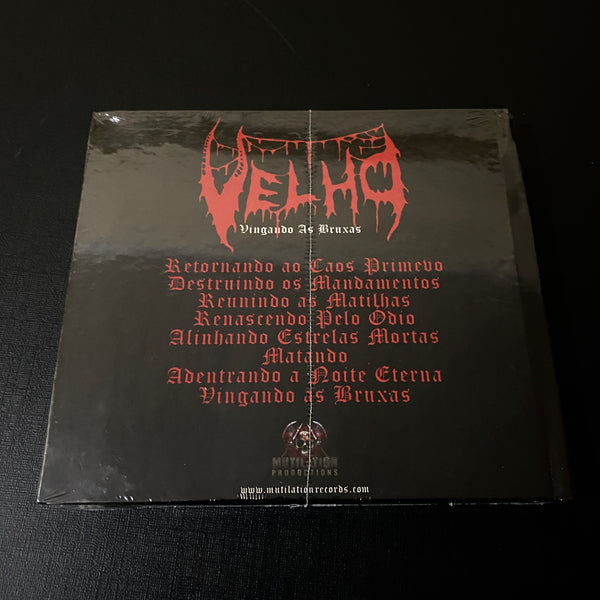 VELHO
Vingando As Bruxas
Retornando ao Caos Primevo
Destruindo os Mandamentos
Reunindo as Matilhas
Renascendo Pelo Odio
Alinhando Estrelas Mortas
Matando
Adentrando a Noite Eterna
Vingando as Bruxas
MUTILATION
PRODUCTIONS
www.mutilationrecords.com